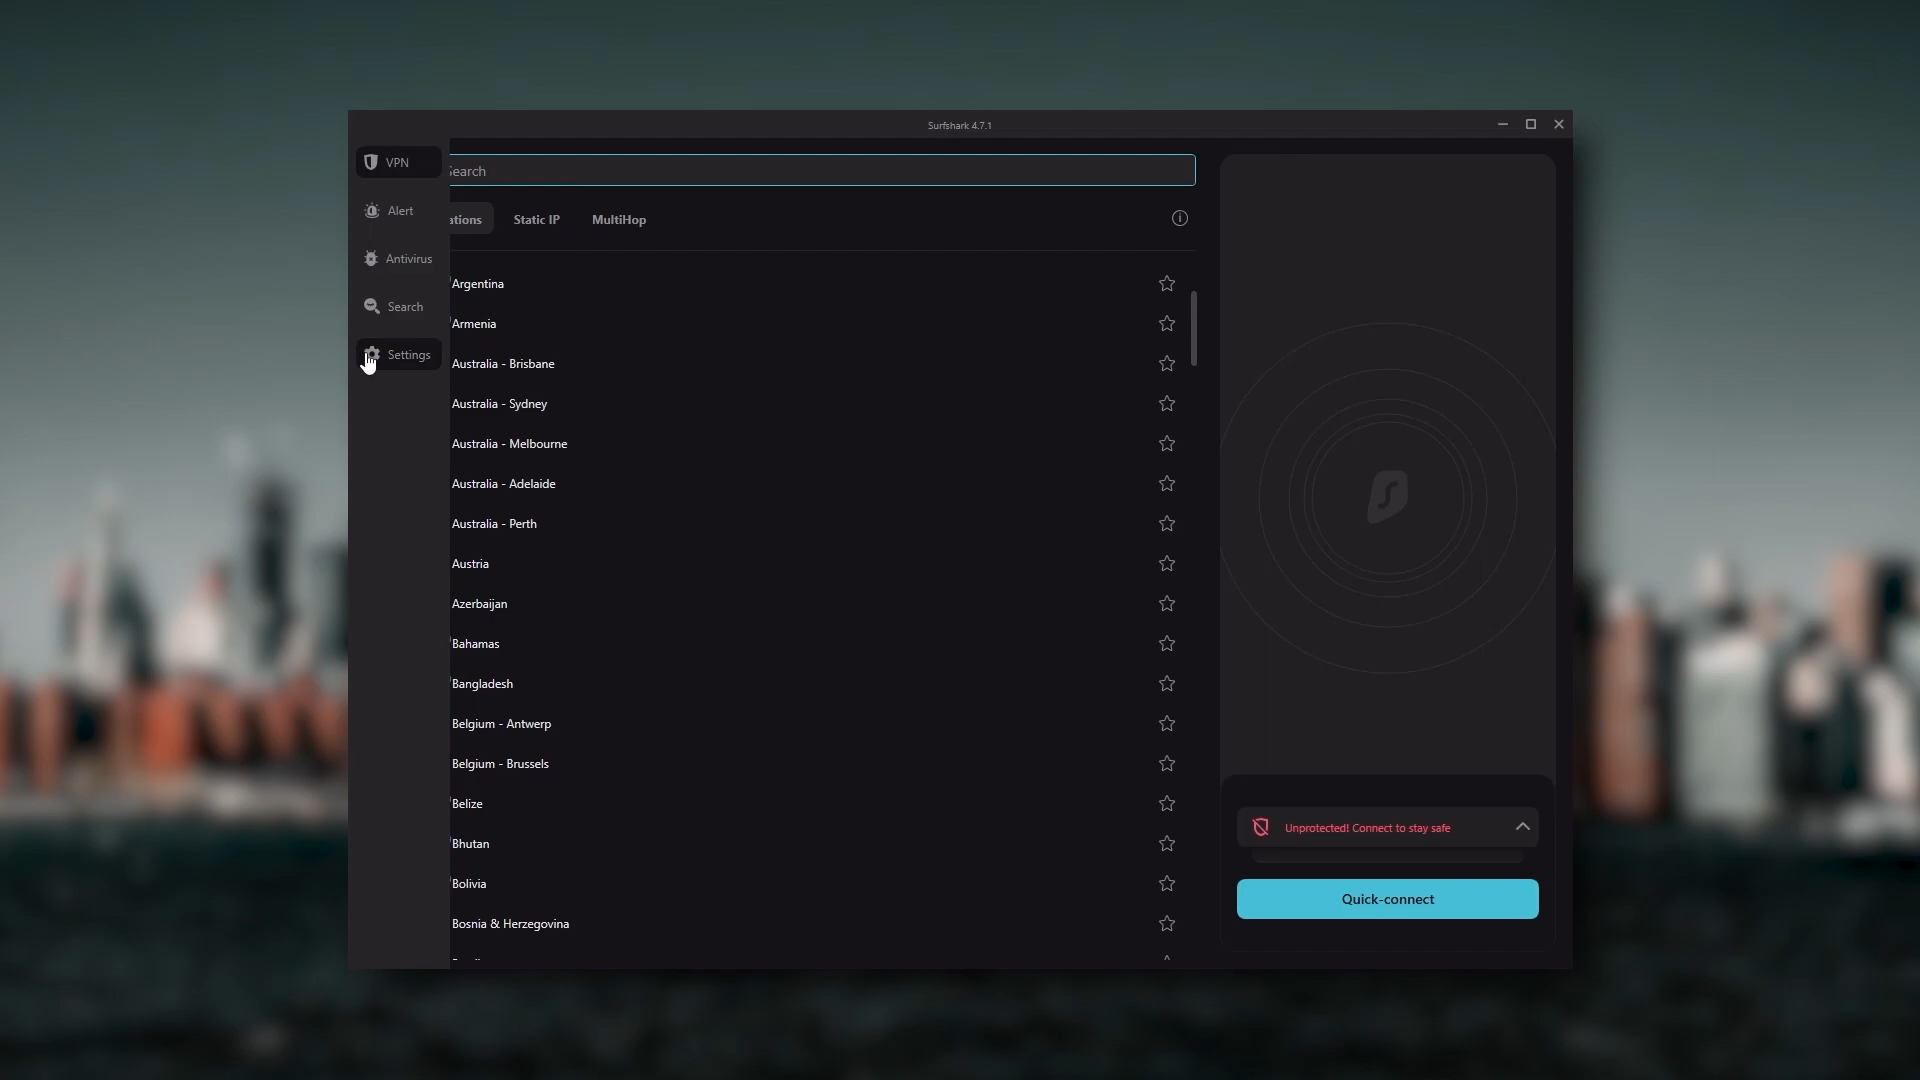 Surfshark 4.7.1
VPN
Search
Alert
Static IP
MultiHop
Antivirus
Search
Settings
Argentina
Armenia
Australia - Brisbane
Australia - Sydney
Australia - Melbourne
Australia - Adelaide
Australia - Perth
Austria
Azerbaijan
Bahamas
Bangladesh
Belgium - Antwerp
Belgium - Brussels
Belize
Bhutan
Bolivia
Bosnia & Herzegovina
Unprotected! Connect to stay safe
Quick-connect